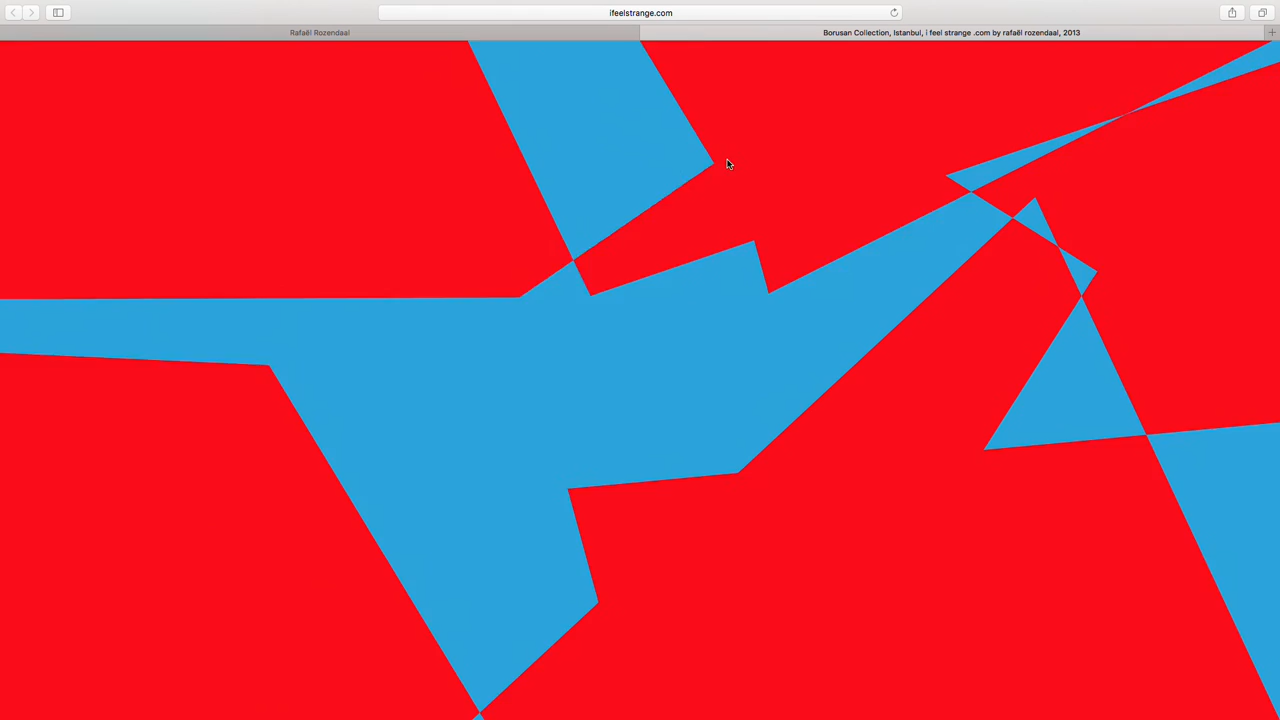 ifeelstrange.com
Rafaël Rozendaal
Borusan Collection, Istanbul, i feel strange .com by rafaël rozendaal, 2013